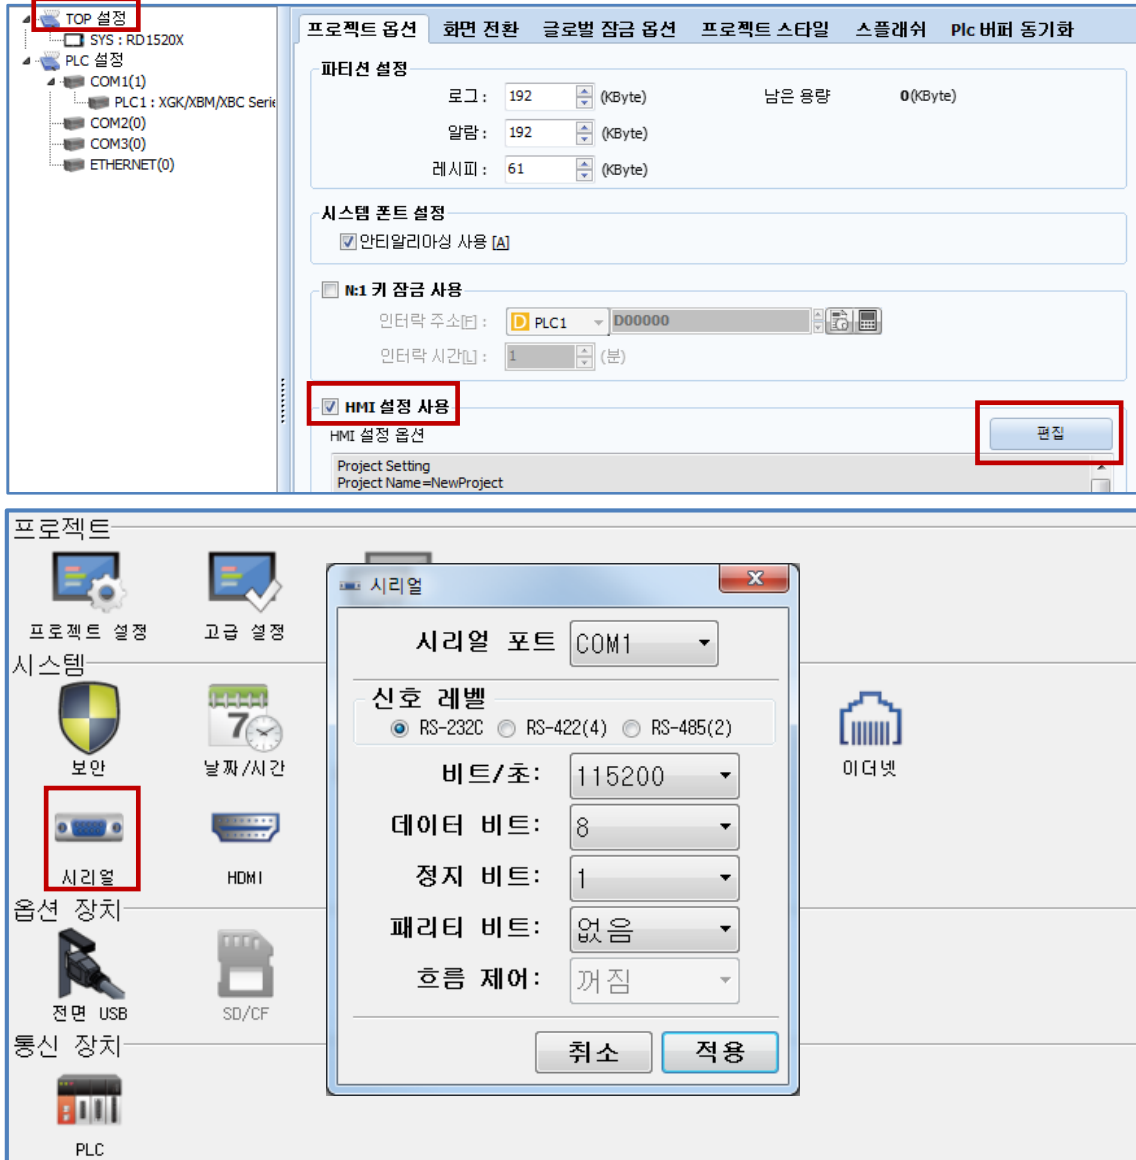 TOP 설정
SYS : RD1520X
PLC 설정
COM1(1)
PLC1 : XGK/XBM/XBC Serie
COM2(0)
COM3(0)
ETHERNET(0)
프로젝트 옵션 화면 전환 글로벌 잠금 옵션 프로젝트 스타일 스플래쉬 Plc 버퍼 동기화
파티션 설정
로그 : 192 (KByte) 남은 용량 0(KByte)
알람 : 192 (KByte)
레시피 : 61 (KByte)
시스템 폰트 설정
안티알리아싱 사용 [A]
N:1 키 잠금 사용
인터락 주소[F] : D PLC1 D00000
인터락 시간[L] : 1 (분)
HMI 설정 사용
HMI 설정 옵션 편집
Project Setting
Project Name=NewProject
프로젝트
프로젝트 설정 고급 설정
시스템
보안 날짜/시간 이더넷
시리얼 HDMI
옵션 장치
전면 USB SD/CF
통신 장치
PLC
시리얼
시리얼 포트 COM1
신호 레벨
RS-232C RS-422(4) RS-485(2)
비트/초: 115200
데이터 비트: 8
정지 비트: 1
패리티 비트: 없음
흐름 제어: 꺼짐
취소 적용